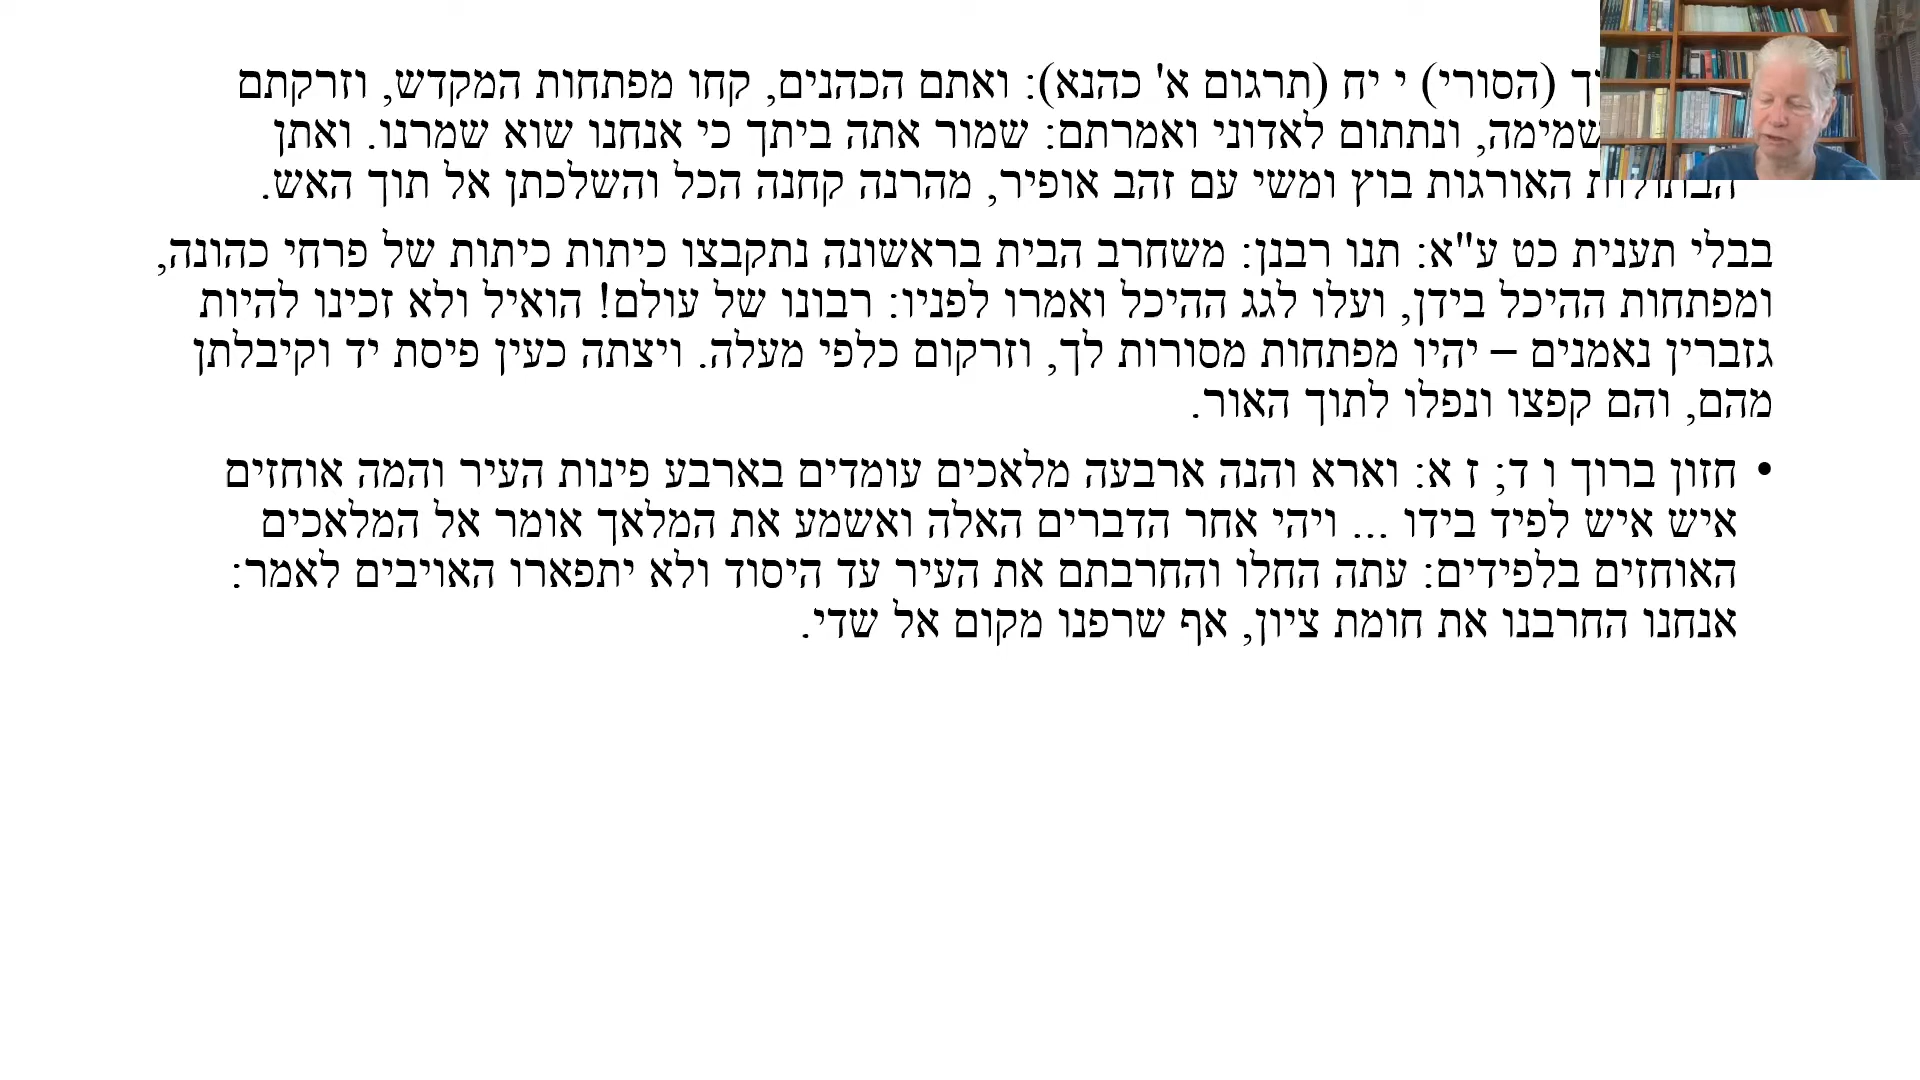 (הסורי) י יח (תרגום א' כהנא): ואתם הכהנים, קחו מפתחות המקדש, וזרקתם
שמימה, ונתתום לאדוני ואמרתם: שמור אתה ביתך כי אנחנו שוא שמרנו. ואתן
הבתולות האורגות בוץ ומשי עם זהב אופיר, מהרנה קחנה הכל והשלכתן אל תוך האש.
בבלי תענית כט ע"א: תנו רבנן: משחרב הבית בראשונה נתקבצו כיתות כיתות של פרחי כהונה,
ומפתחות ההיכל בידן, ועלו לגג ההיכל ואמרו לפניו: רבונו של עולם! הואיל ולא זכינו להיות
גזברין נאמנים – יהיו מפתחות מסורות לך, וזרקום כלפי מעלה. ויצתה כעין פיסת יד וקיבלתן
מהם, והם קפצו ונפלו לתוך האור.
• חזון ברוך ו ד; ז א: וארא והנה ארבעה מלאכים עומדים בארבע פינות העיר והמה אוחזים
איש איש לפיד בידו ... ויהי אחר הדברים האלה ואשמע את המלאך אומר אל המלאכים
האוחזים בלפידים: עתה החלו והחרבתם את העיר עד היסוד ולא יתפארו האויבים לאמר:
אנחנו החרבנו את חומת ציון, אף שרפנו מקום אל שדי.